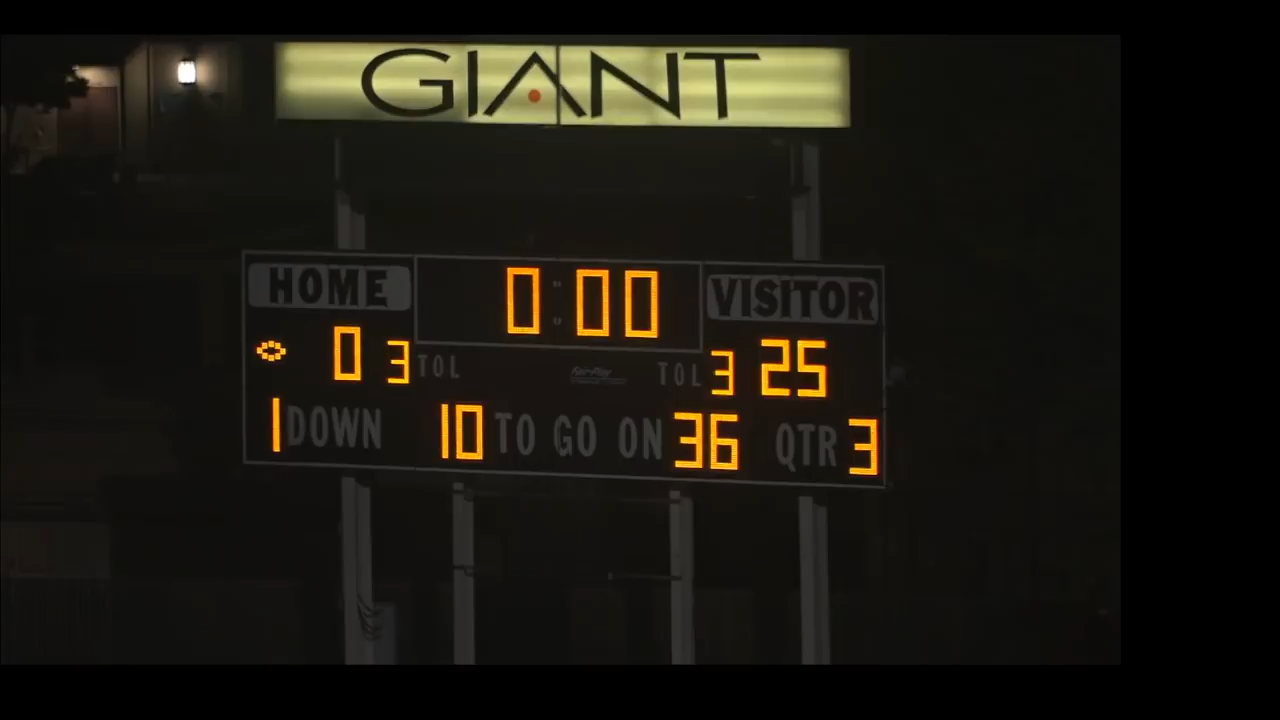 GIANT
HOME 0:00 VISITOR
0 3 TOL TOL 3 25
1 DOWN 10 TO GO ON 36 QTR 3